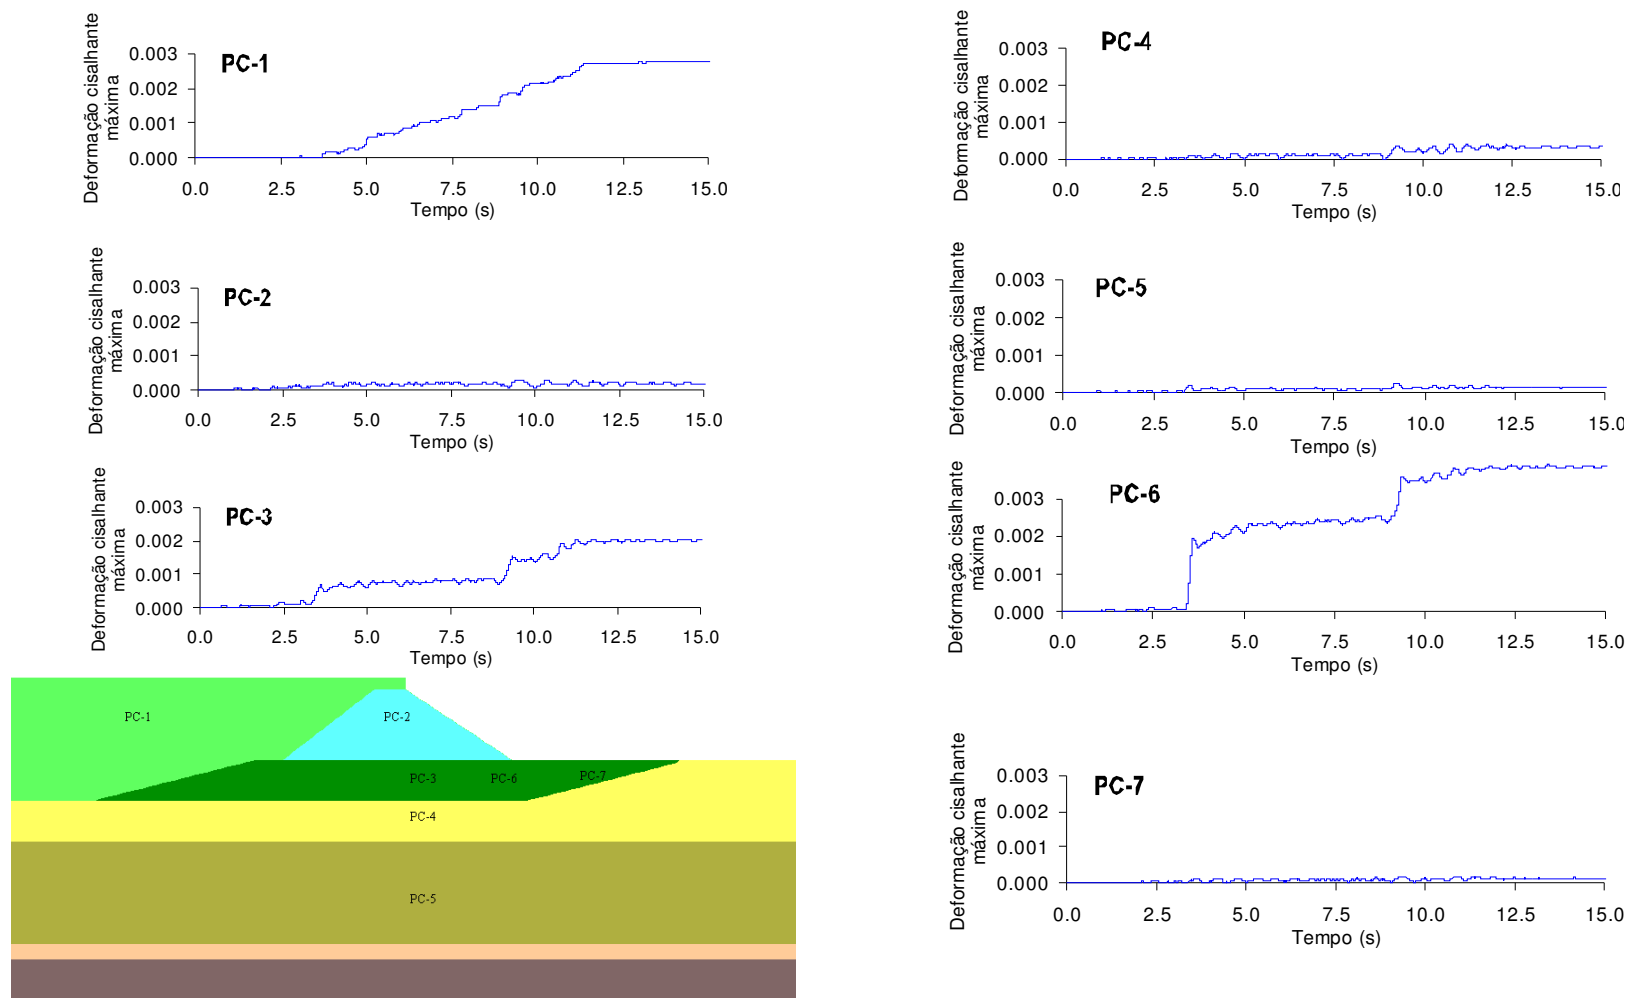 PC-1
Deformação cisalhante
máxima
0.003
0.002
0.001
0.000
0.0 2.5 5.0 7.5 10.0 12.5 15.0
Tempo (s)
PC-4
Deformação cisalhante
máxima
0.003
0.002
0.001
0.000
0.0 2.5 5.0 7.5 10.0 12.5 15.0
Tempo (s)
PC-2
Deformação cisalhante
máxima
0.003
0.002
0.001
0.000
0.0 2.5 5.0 7.5 10.0 12.5 15.0
Tempo (s)
PC-5
Deformação cisalhante
máxima
0.003
0.002
0.001
0.000
0.0 2.5 5.0 7.5 10.0 12.5 15.0
Tempo (s)
PC-3
Deformação cisalhante
máxima
0.003
0.002
0.001
0.000
0.0 2.5 5.0 7.5 10.0 12.5 15.0
Tempo (s)
PC-6
Deformação cisalhante
máxima
0.003
0.002
0.001
0.000
0.0 2.5 5.0 7.5 10.0 12.5 15.0
Tempo (s)
PC-1 PC-2
PC-3 PC-6 PC-7
PC-4
PC-5
PC-7
Deformação cisalhante
máxima
0.003
0.002
0.001
0.000
0.0 2.5 5.0 7.5 10.0 12.5 15.0
Tempo (s)